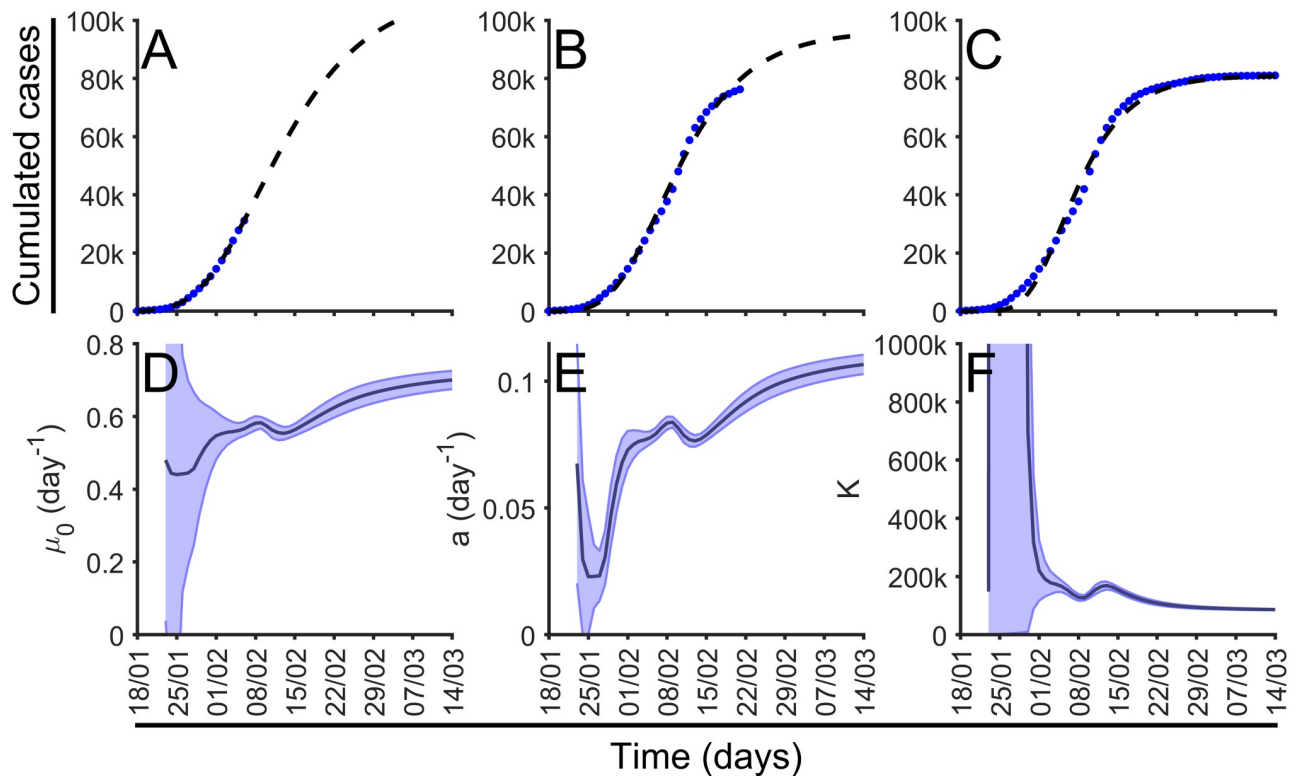 Cumulated cases
A
100k
80k
60k
40k
20k
0
B
100k
80k
60k
40k
20k
0
C
100k
80k
60k
40k
20k
0
D
μ0 (day-1)
0.8
0.6
0.4
0.2
0
18/01
25/01
01/02
08/02
15/02
22/02
29/02
07/03
14/03
E
a (day-1)
0.1
0.05
0
18/01
25/01
01/02
08/02
15/02
22/02
29/02
07/03
14/03
F
K
1000k
800k
600k
400k
200k
0
18/01
25/01
01/02
08/02
15/02
22/02
29/02
07/03
14/03
Time (days)